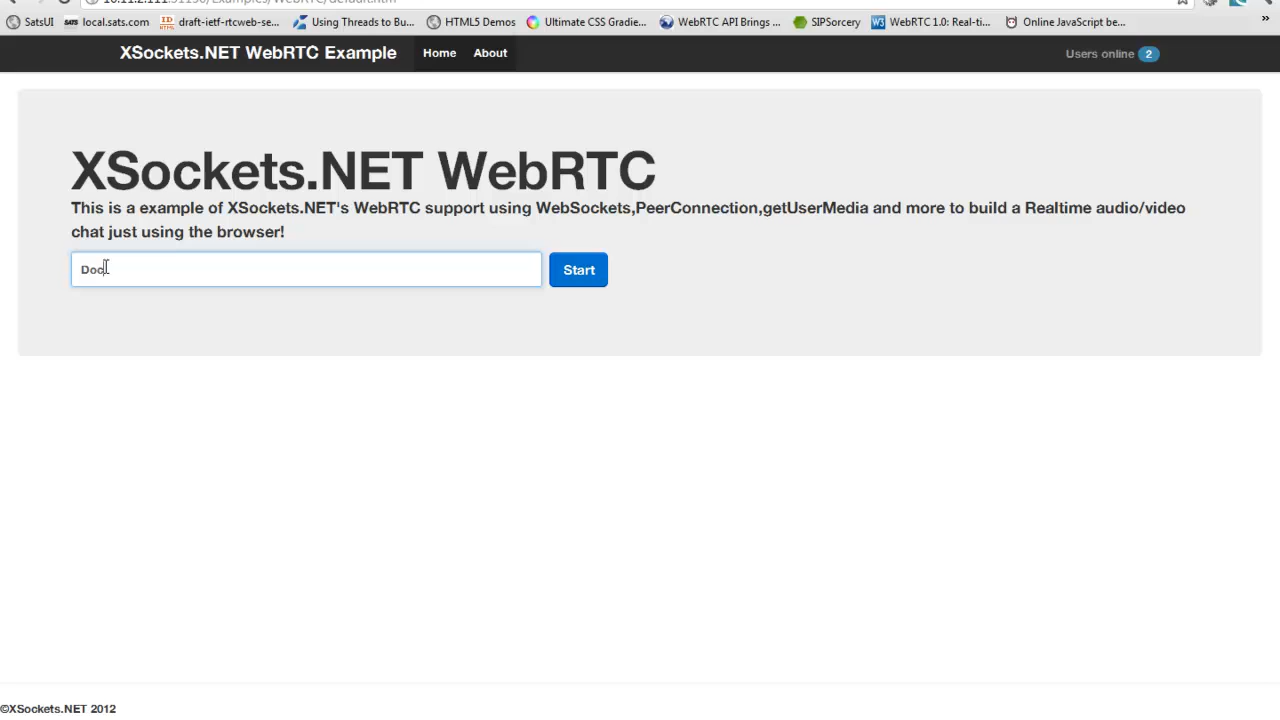 SatsUI local.sats.com draft-ietf-rtcweb-se... Using Threads to Bu... HTML5 Demos Ultimate CSS Gradie... WebRTC API Brings ... SIPSorcery WebRTC 1.0: Real-ti... Online JavaScript be... »
XSockets.NET WebRTC Example Home About Users online 2
XSockets.NET WebRTC
This is a example of XSockets.NET's WebRTC support using WebSockets,PeerConnection,getUserMedia and more to build a Realtime audio/video
chat just using the browser!
Doc Start
©XSockets.NET 2012